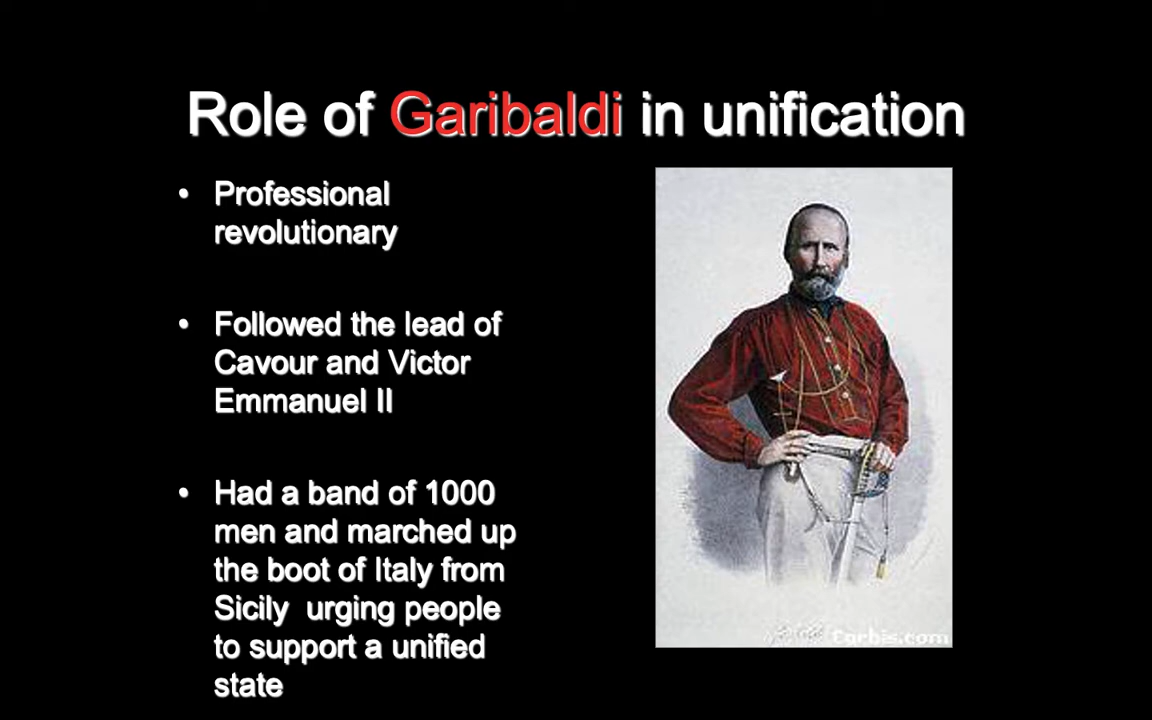 Role of Garibaldi in unification
• Professional
revolutionary
• Followed the lead of
Cavour and Victor
Emmanuel II
• Had a band of 1000
men and marched up
the boot of Italy from
Sicily  urging people
to support a unified
state
Corbis.com